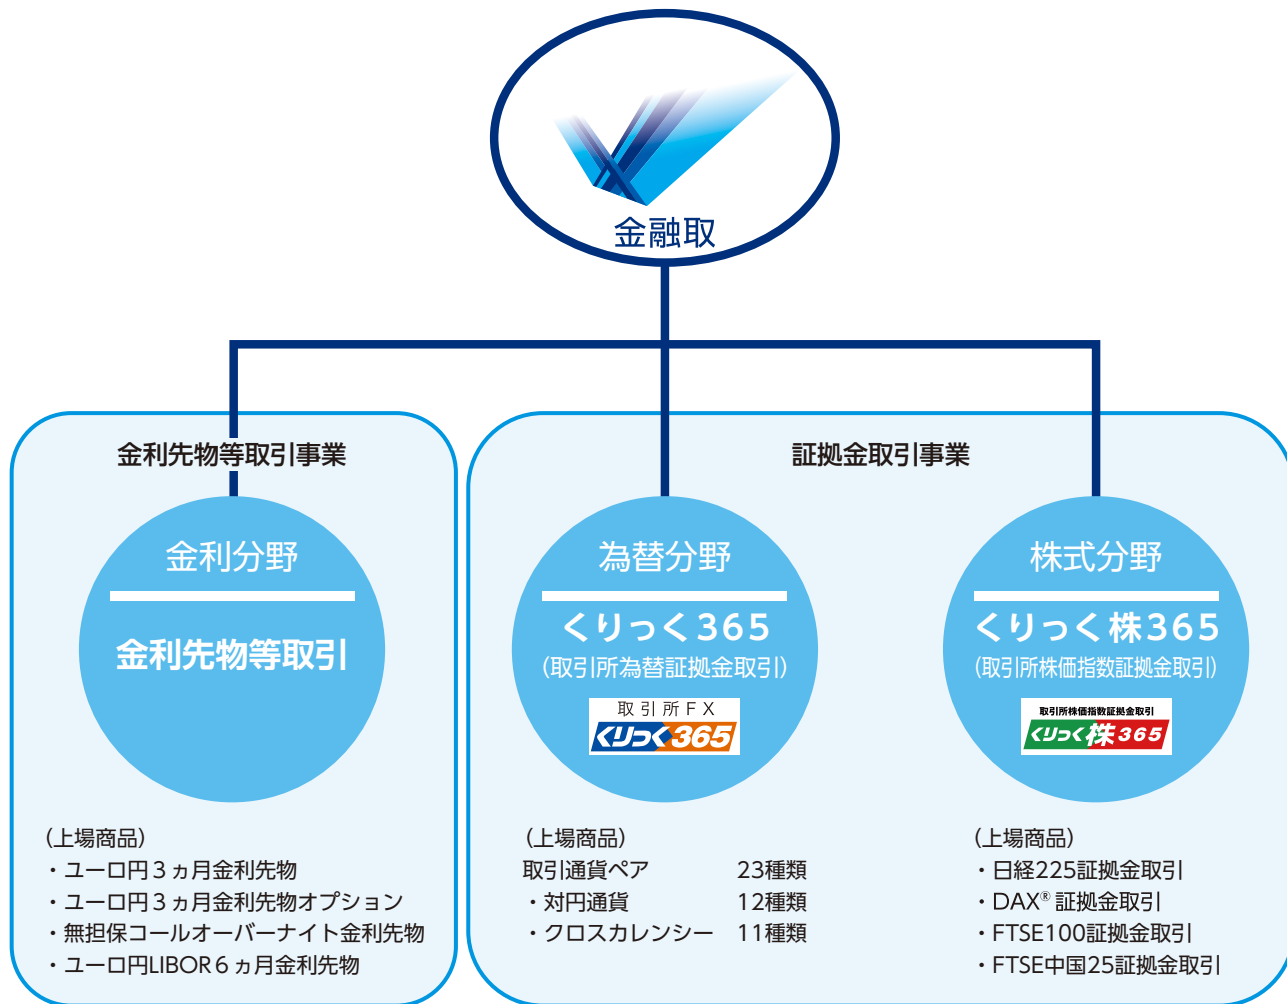 金融取
金利先物等取引事業
金利分野
金利先物等取引
(上場商品)
・ユーロ円3ヵ月金利先物
・ユーロ円3ヵ月金利先物オプション
・無担保コールオーバーナイト金利先物
・ユーロ円LIBOR6ヵ月金利先物
証拠金取引事業
為替分野
くりっく365
(取引所為替証拠金取引)
取引所FX
くりっく365
(上場商品)
取引通貨ペア 23種類
・対円通貨 12種類
・クロスカレンシー 11種類
株式分野
くりっく株365
(取引所株価指数証拠金取引)
取引所株価指数証拠金取引
くりっく株365
(上場商品)
・日経225証拠金取引
・DAX®証拠金取引
・FTSE100証拠金取引
・FTSE中国25証拠金取引